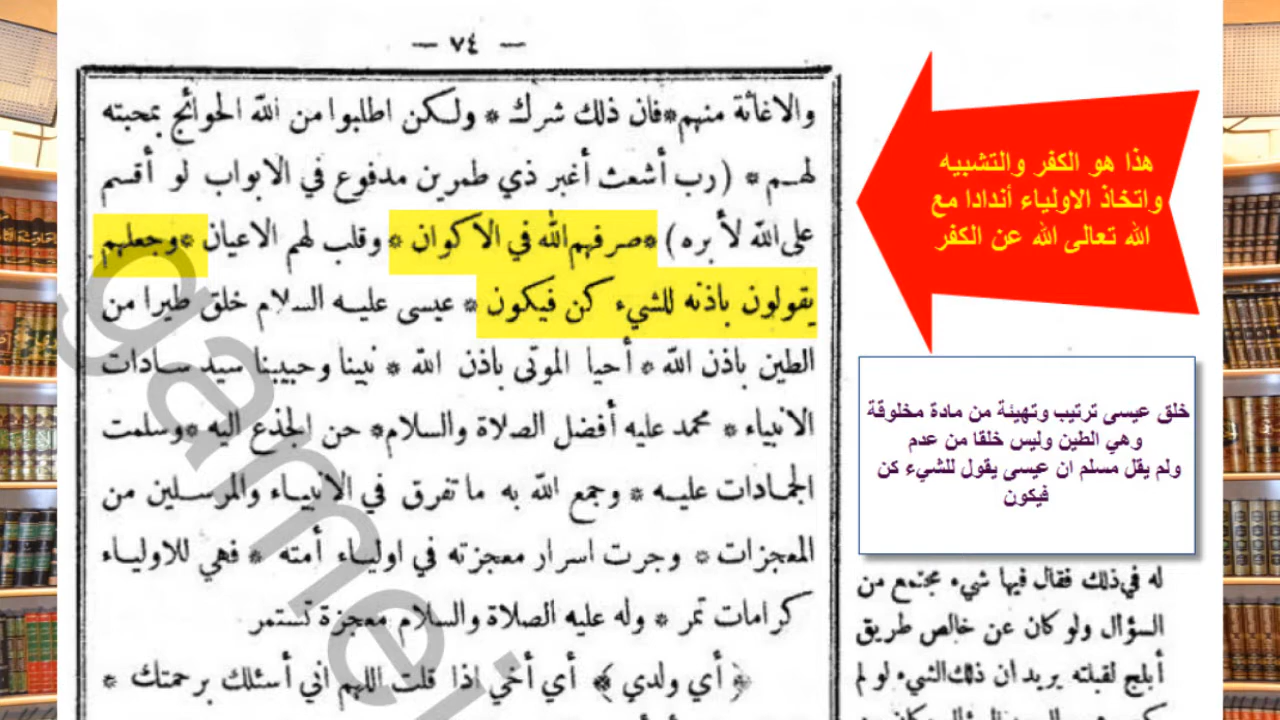 — ٧٤ —
والاغاثة منهم*فان ذلك شرك * ولكن اطلبوا من الله الحوائج بمحبته
لهم * (رب أشعث أغبر ذي طمرين مدفوع في الابواب لو أقسم
على الله لأبره) *صرفهم الله في الأكوان * وقلب لهم الاعيان *وجعلهم
يقولون باذنه للشيء كن فيكون * عيسى عليه السلام خلق طيرا من
الطين باذن الله * أحيا الموتى باذن الله * نبينا وحبيبنا سيد سادات
الانبياء * محمد عليه أفضل الصلاة والسلام* حن الجذع اليه *وسلمت
الجمادات عليه * وجمع الله به ما تفرق في الأنبياء والمرسلين من
المعجزات * وجرت اسرار معجزته في اولياء أمته * فهي للاولياء
كرامات تمر * وله عليه الصلاة والسلام معجزة تستمر
﴿ أي ولدي ﴾ أي أخي اذا قلت اللهم اني أسئلك برحمتك *
هذا هو الكفر والتشبيه
واتخاذ الاولياء أندادا مع
الله تعالى الله عن الكفر
خلق عيسى ترتيب وتهيئة من مادة مخلوقة
وهي الطين وليس خلقا من عدم
ولم يقل مسلم ان عيسى يقول للشيء كن
فيكون
له في ذلك فقال فيها شيء مجتمع من
السؤال ولو كان عن خالص طريق
أبلج لقبلته يريد ان ذلك الشيء لو لم